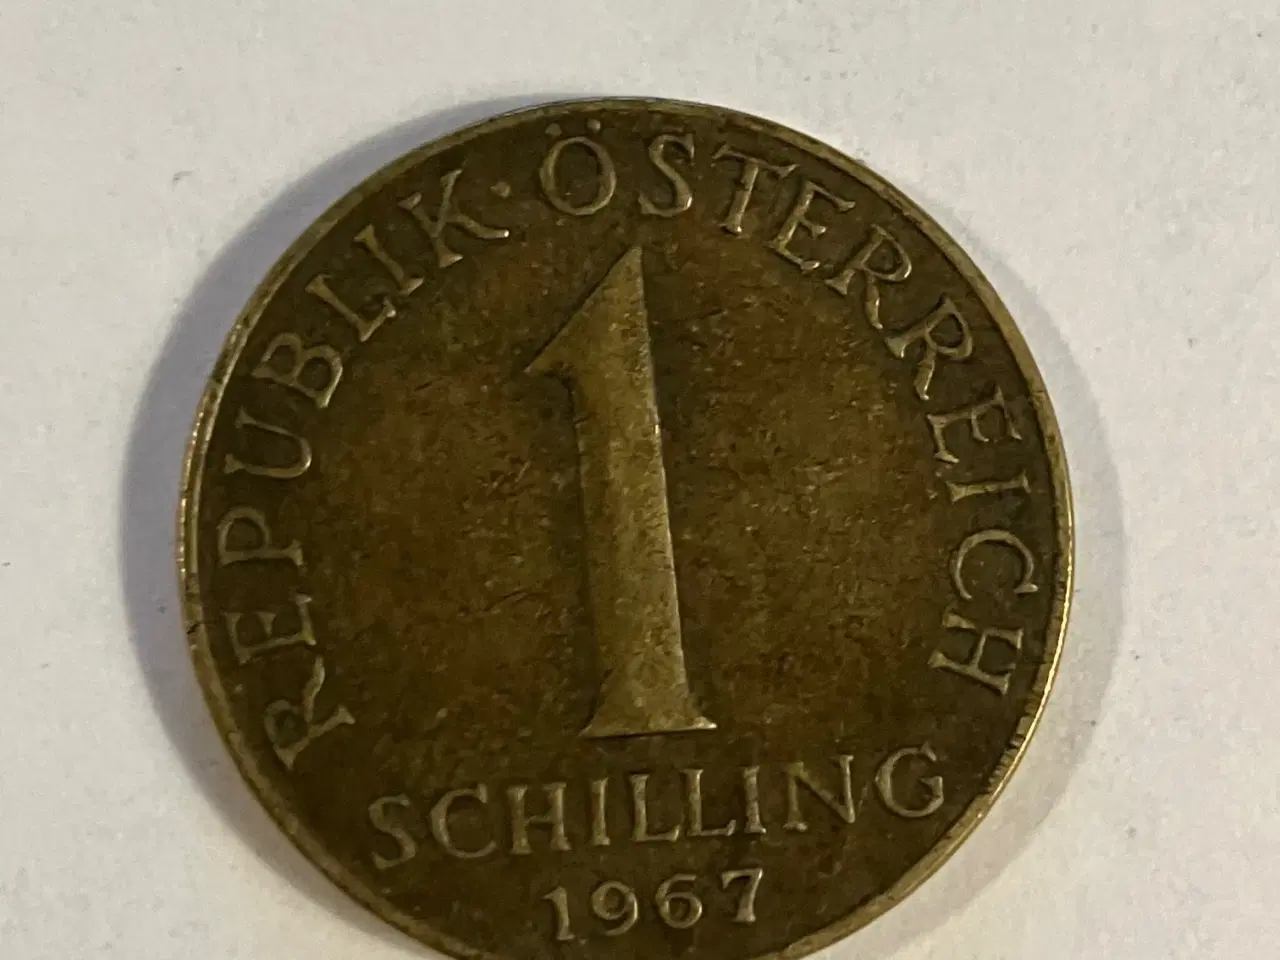 REPUBLIK · ÖSTERREICH
1
SCHILLING
1967